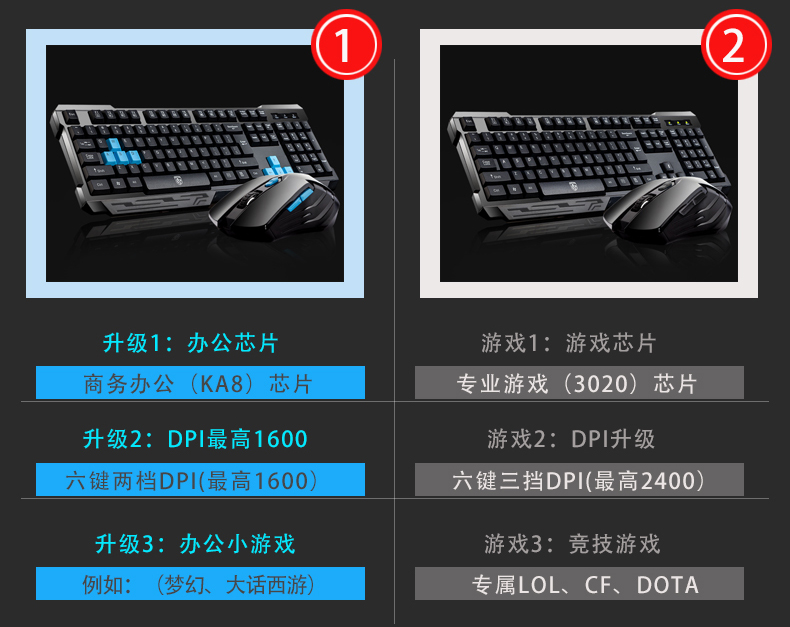 1
2
升级1：办公芯片
商务办公（KA8）芯片
升级2：DPI最高1600
六键两档DPI(最高1600）
升级3：办公小游戏
例如：（梦幻、大话西游）
游戏1：游戏芯片
专业游戏（3020）芯片
游戏2：DPI升级
六键三挡DPI(最高2400）
游戏3：竞技游戏
专属LOL、CF、DOTA